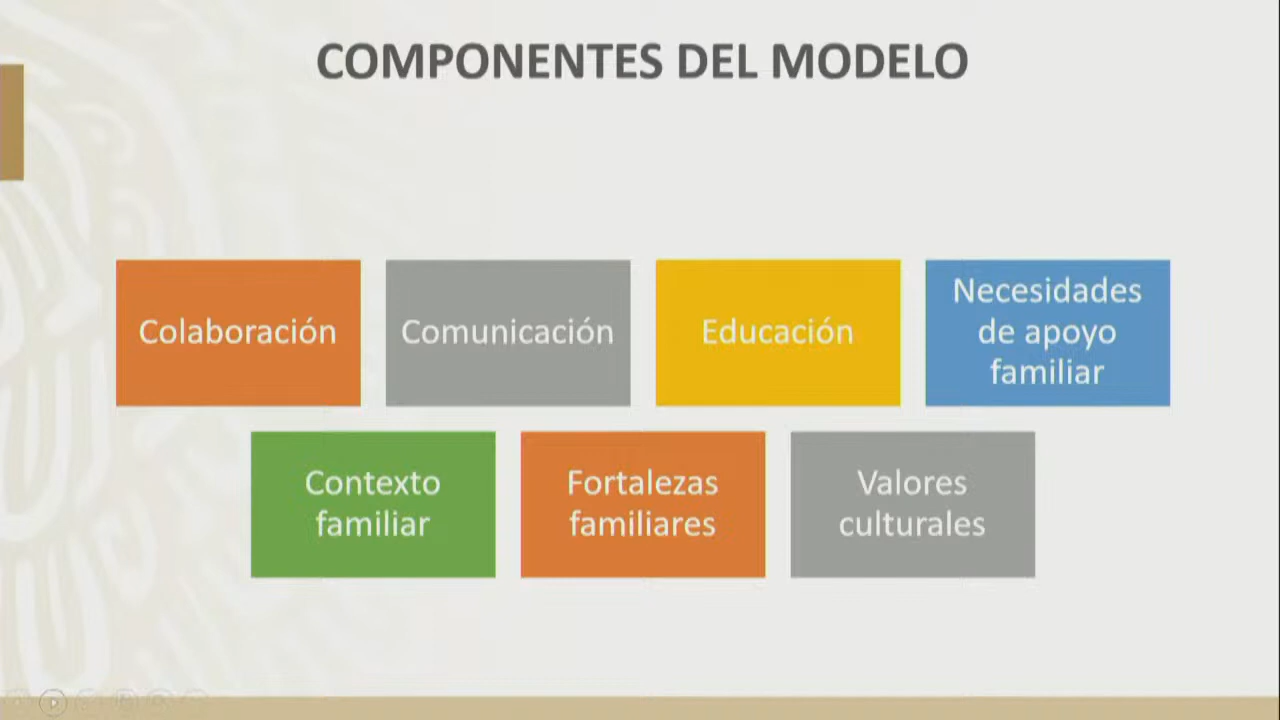 COMPONENTES DEL MODELO
Colaboración
Comunicación
Educación
Necesidades
de apoyo
familiar
Contexto
familiar
Fortalezas
familiares
Valores
culturales